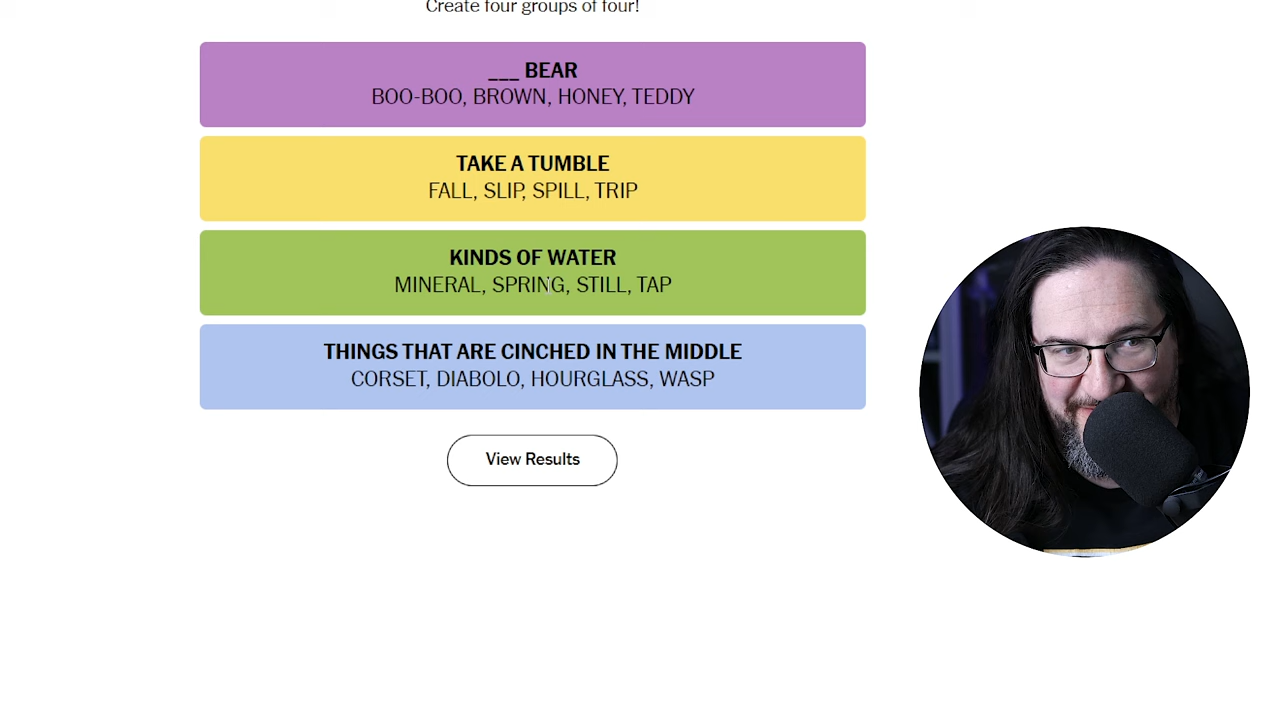 Create four groups of four!
___ BEAR
BOO-BOO, BROWN, HONEY, TEDDY
TAKE A TUMBLE
FALL, SLIP, SPILL, TRIP
KINDS OF WATER
MINERAL, SPRING, STILL, TAP
THINGS THAT ARE CINCHED IN THE MIDDLE
CORSET, DIABOLO, HOURGLASS, WASP
View Results